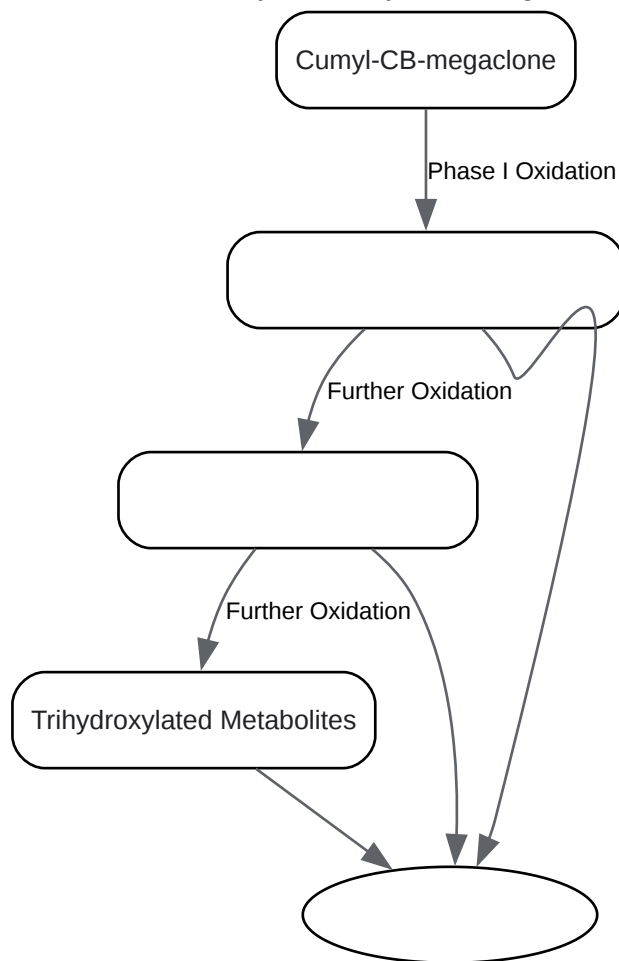 Cumyl-CB-megaclone
Phase I Oxidation
Further Oxidation
Further Oxidation
Trihydroxylated Metabolites